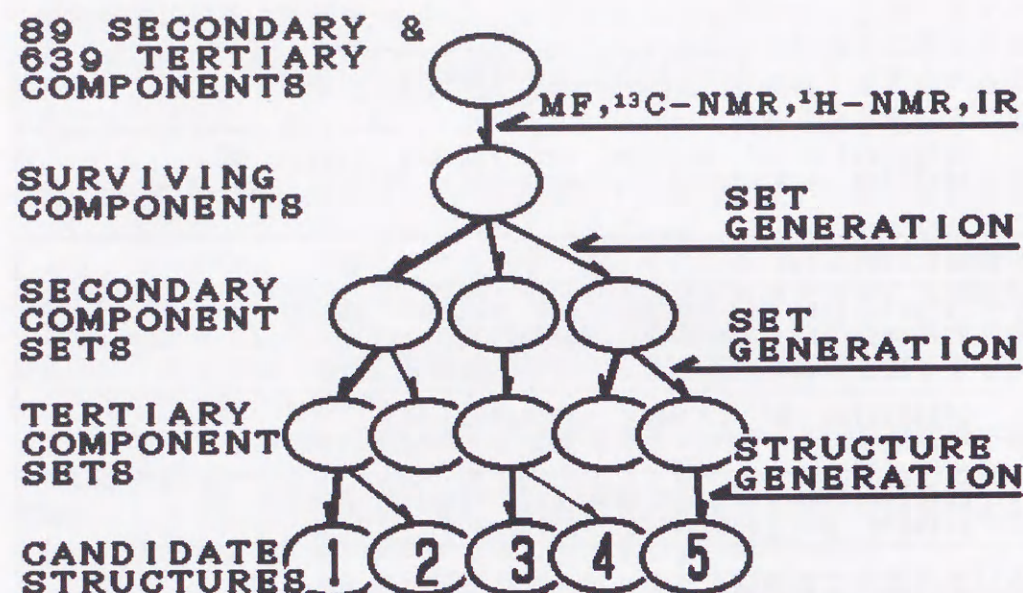 89 SECONDARY &
639 TERTIARY
COMPONENTS
MF,¹³C-NMR,¹H-NMR,IR
SURVIVING
COMPONENTS
SET
GENERATION
SECONDARY
COMPONENT
SETS
SET
GENERATION
TERTIARY
COMPONENT
SETS
STRUCTURE
GENERATION
CANDIDATE
STRUCTURES
1 2 3 4 5